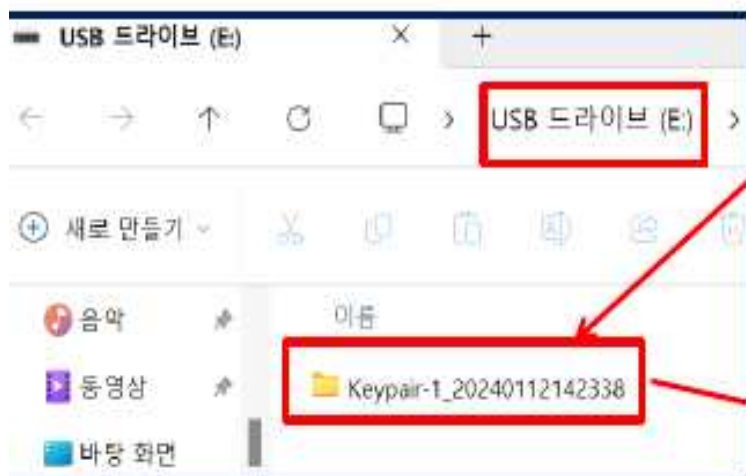 USB 드라이브 (E:)
USB 드라이브 (E:)
새로 만들기
이름
음악
Keypair-1_20240112142338
동영상
바탕 화면